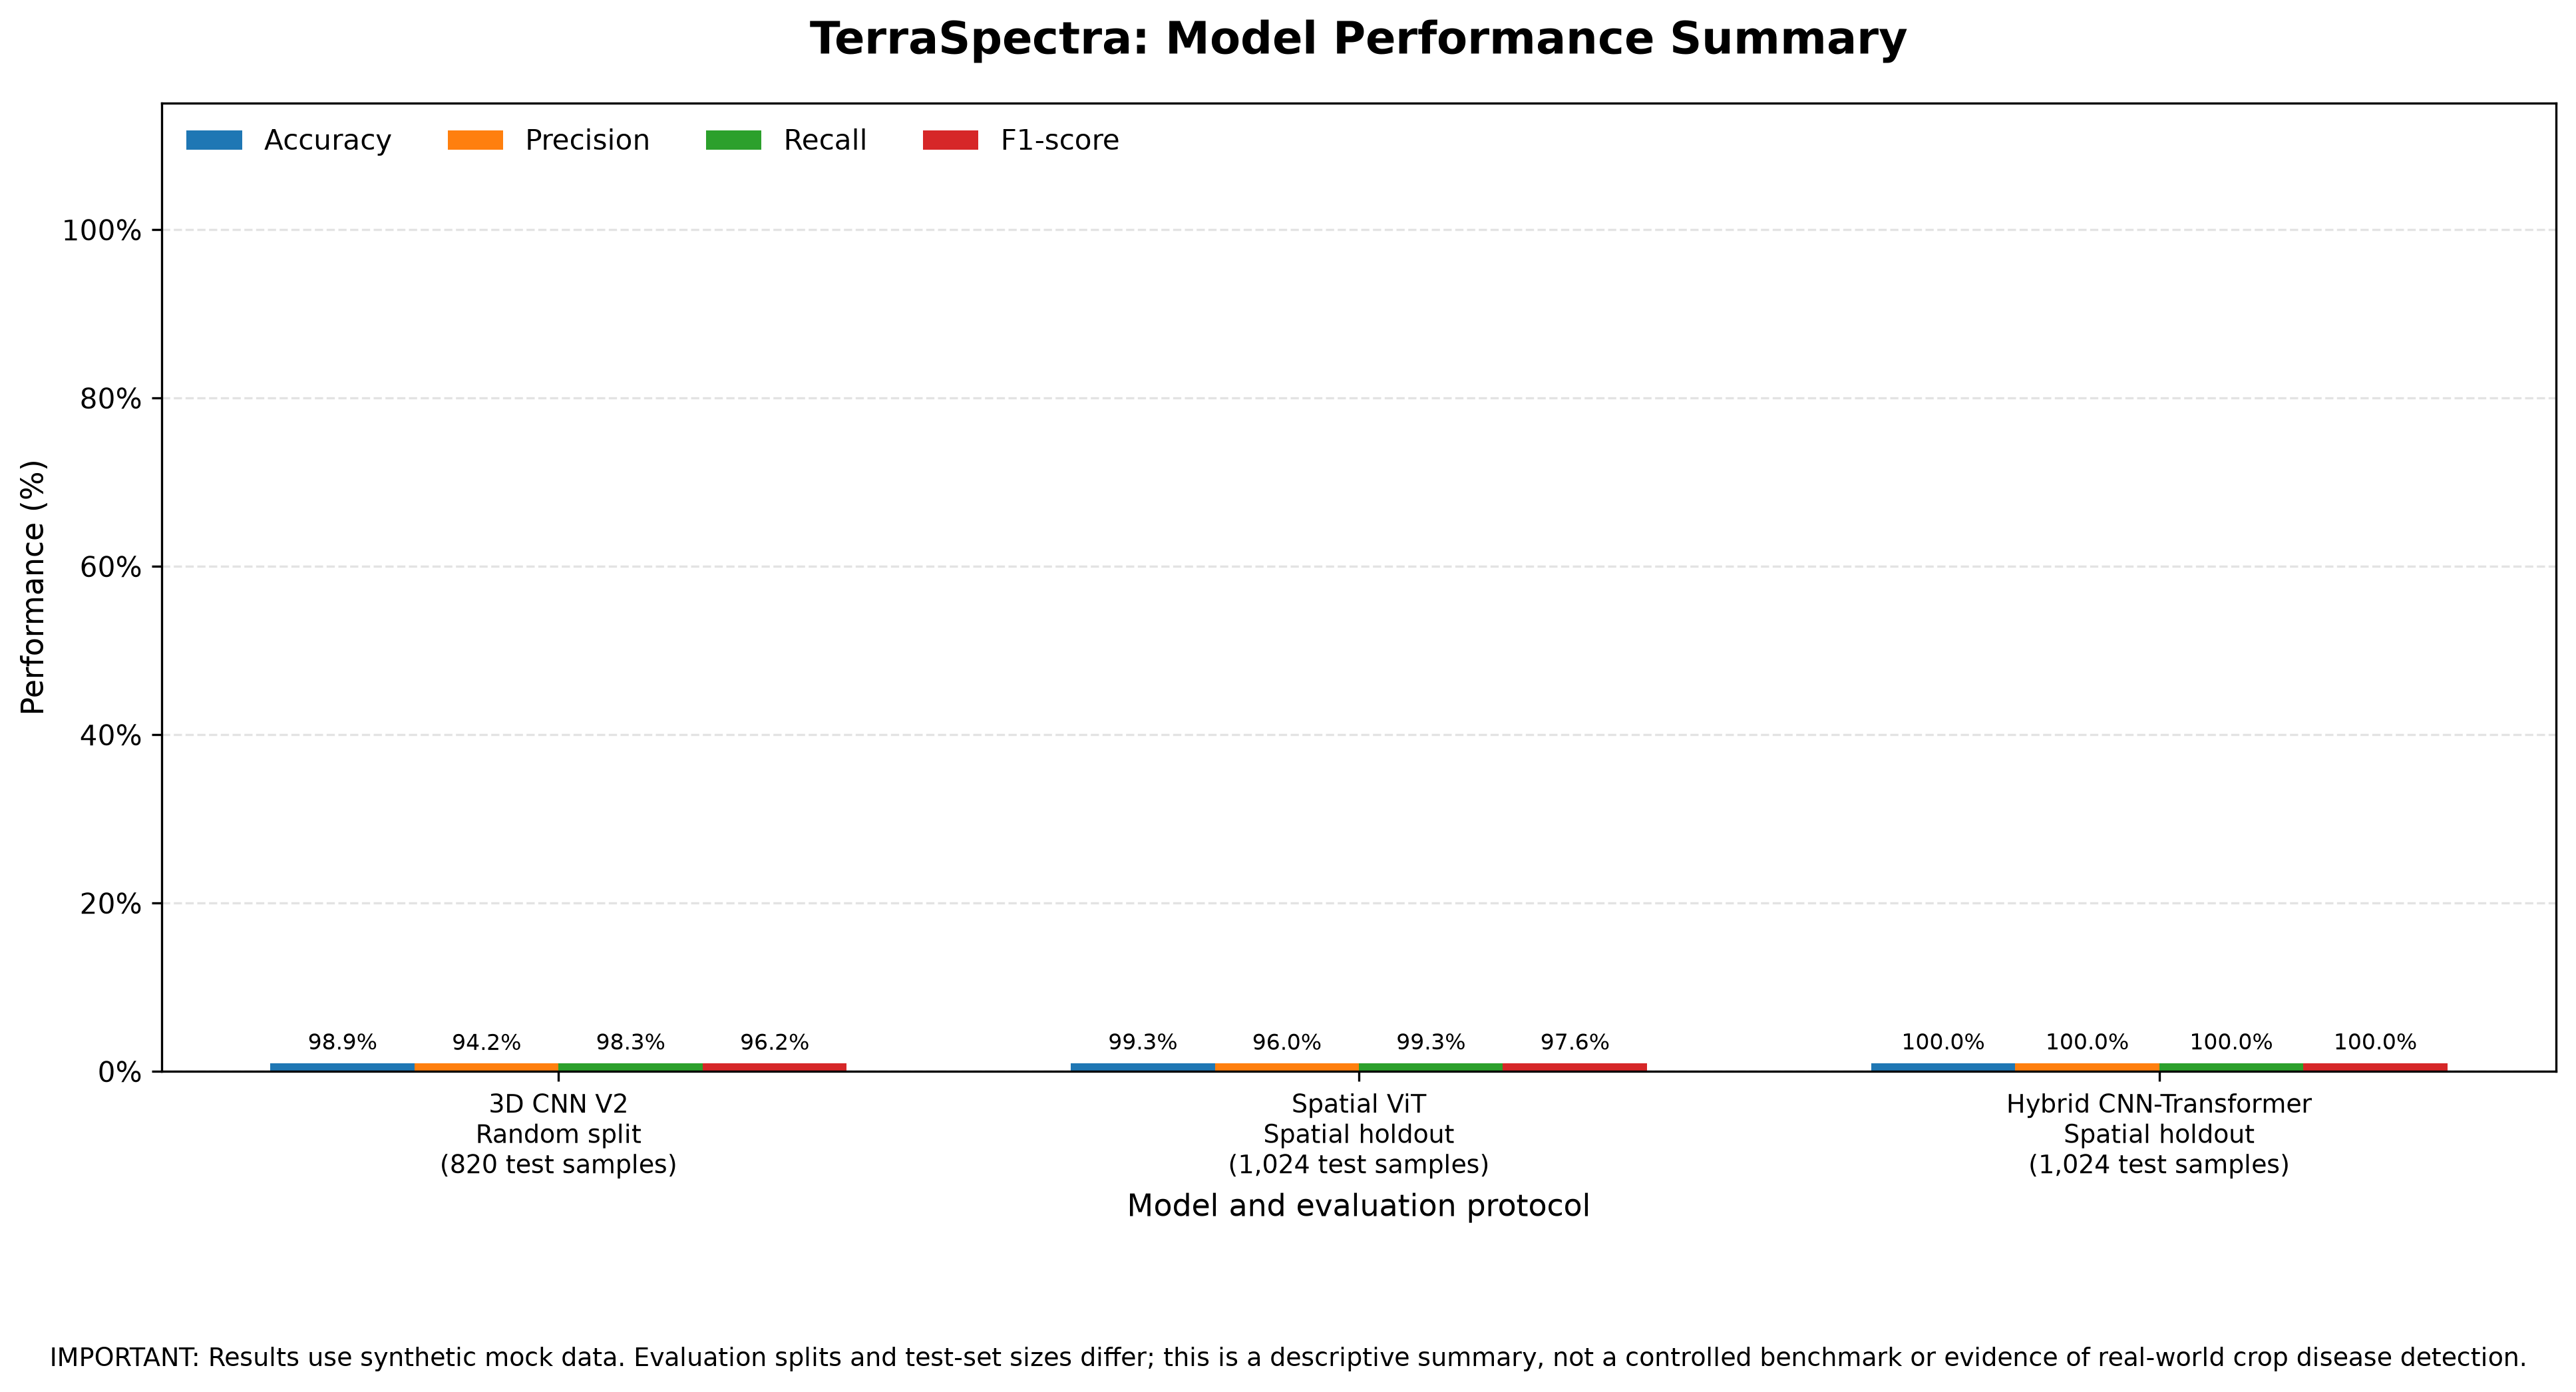 TerraSpectra: Model Performance Summary
Accuracy Precision Recall F1-score
Performance (%)
100%
80%
60%
40%
20%
0%
98.9% 94.2% 98.3% 96.2% 99.3% 96.0% 99.3% 97.6% 100.0% 100.0% 100.0% 100.0%
3D CNN V2
Random split
(820 test samples)
Spatial ViT
Spatial holdout
(1,024 test samples)
Hybrid CNN-Transformer
Spatial holdout
(1,024 test samples)
Model and evaluation protocol
IMPORTANT: Results use synthetic mock data. Evaluation splits and test-set sizes differ; this is a descriptive summary, not a controlled benchmark or evidence of real-world crop disease detection.